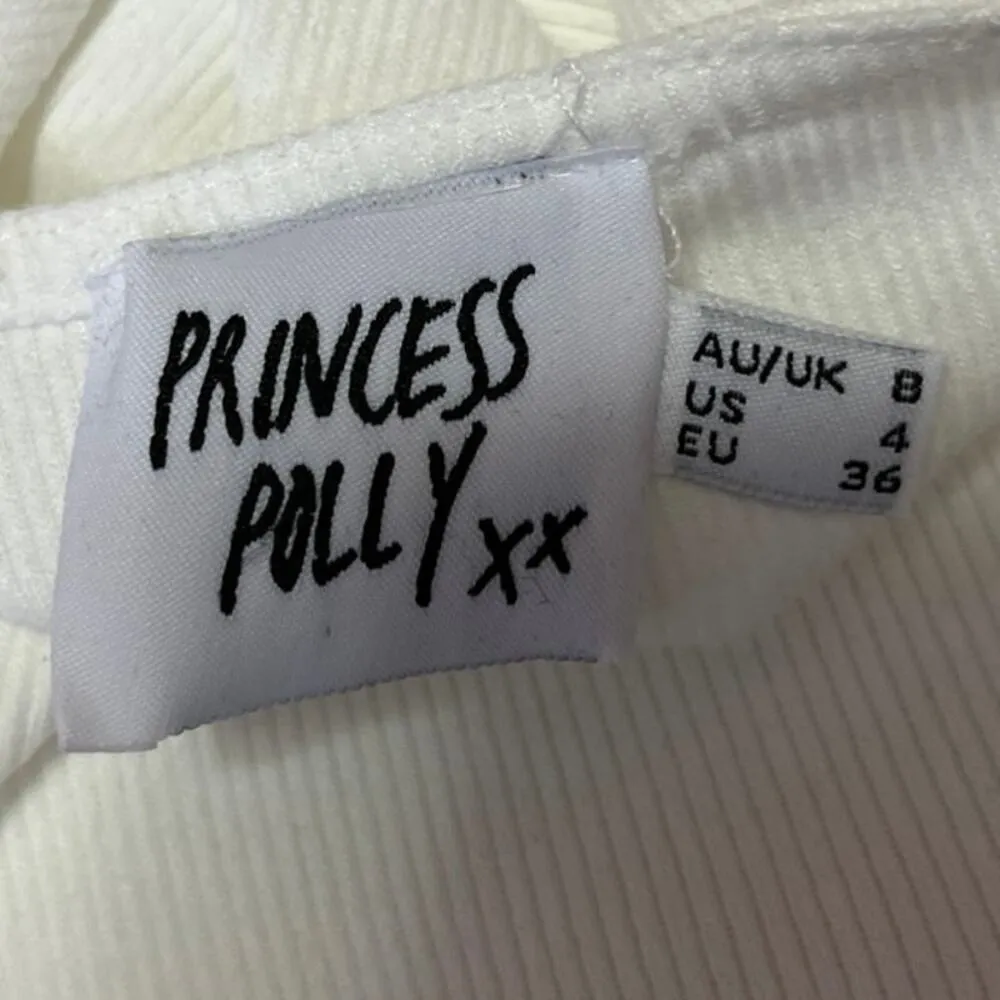 PRINCESS
POLLY xx
AU/UK 8
US 4
EU 36